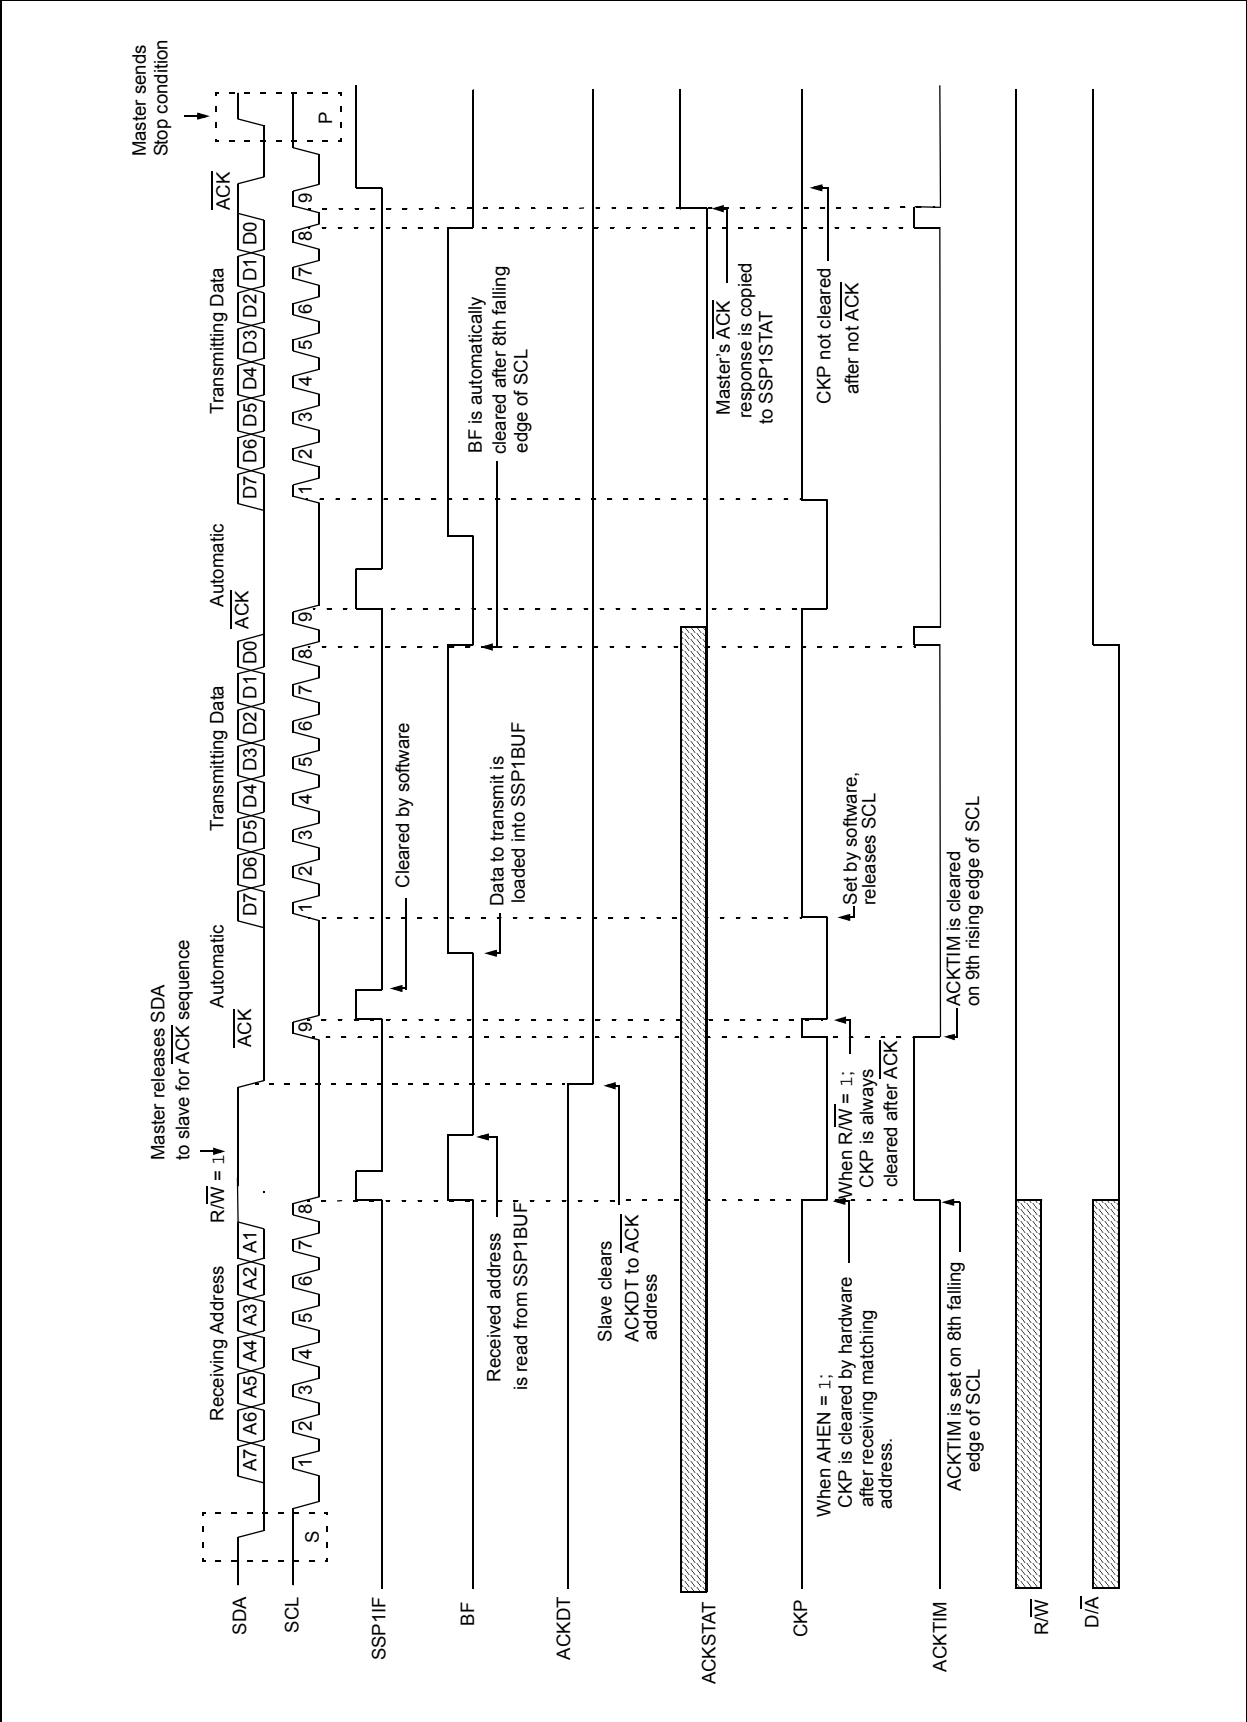 Master releases SDA
to slave for ACK sequence
Master sends
Stop condition
Receiving Address
R/W = 1
ACK
Automatic
Transmitting Data
ACK
Automatic
Transmitting Data
ACK
SDA
A7 A6 A5 A4 A3 A2 A1
D7 D6 D5 D4 D3 D2 D1 D0
D7 D6 D5 D4 D3 D2 D1 D0
SCL
S
1 2 3 4 5 6 7 8 9
1 2 3 4 5 6 7 8 9
1 2 3 4 5 6 7 8 9
P
SSP1IF
Cleared by software
BF
Received address
is read from SSP1BUF
Data to transmit is
loaded into SSP1BUF
BF is automatically
cleared after 8th falling
edge of SCL
ACKDT
Slave clears
ACKDT to ACK
address
ACKSTAT
Master's ACK
response is copied
to SSP1STAT
CKP
When AHEN = 1;
CKP is cleared by hardware
after receiving matching
address.
When R/W = 1;
CKP is always
cleared after ACK
Set by software,
releases SCL
CKP not cleared
after not ACK
ACKTIM
ACKTIM is set on 8th falling
edge of SCL
ACKTIM is cleared
on 9th rising edge of SCL
R/W
D/A